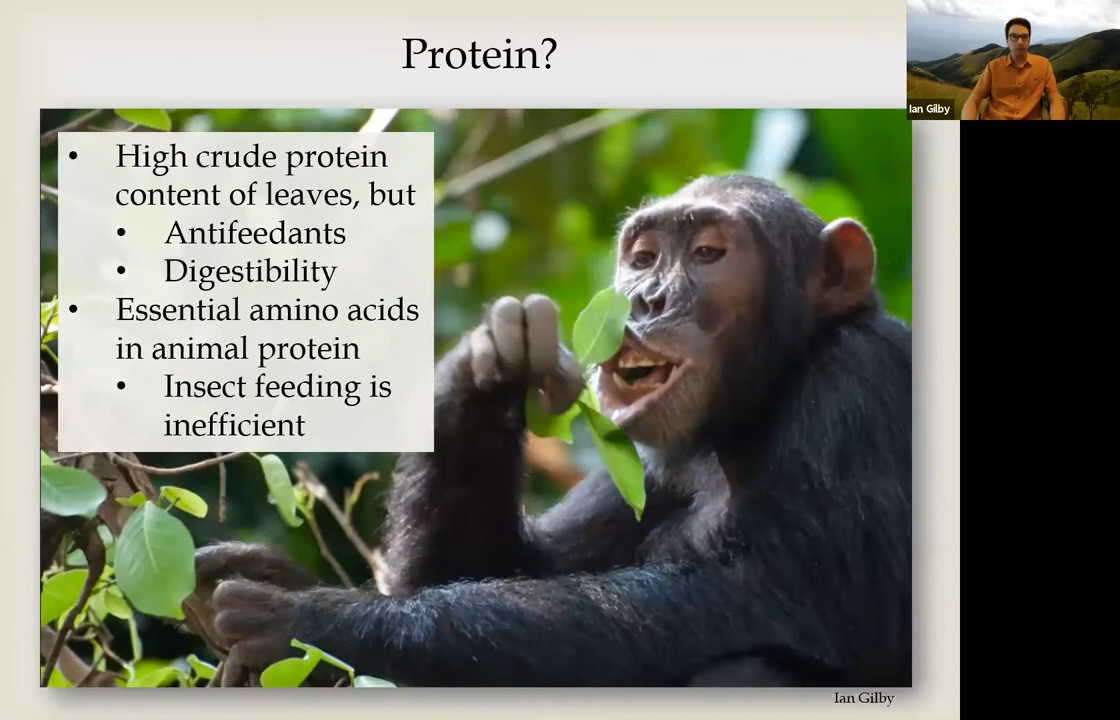 Protein?
Ian Gilby
• High crude protein
content of leaves, but
• Antifeedants
• Digestibility
• Essential amino acids
in animal protein
• Insect feeding is
inefficient
Ian Gilby